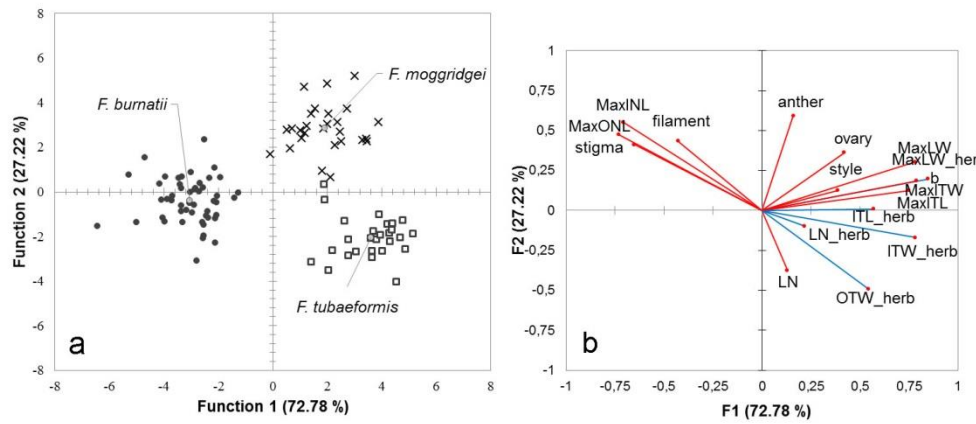 8
6
4
2
0
-2
-4
-6
-8
-8 -6 -4 -2 0 2 4 6 8
Function 2 (27.22 %)
Function 1 (72.78 %)
F. burnatii
F. moggridgei
F. tubaeformis
a
1
0,75
0,5
0,25
0
-0,25
-0,5
-0,75
-1
-1 -0,75 -0,5 -0,25 0 0,25 0,5 0,75 1
F2 (27.22 %)
F1 (72.78 %)
MaxINL
MaxONL
stigma
filament
anther
ovary
style
MaxLW
MaxLW_her
b
MaxITW
MaxITL
ITL_herb
LN_herb
ITW_herb
LN
OTW_herb
b